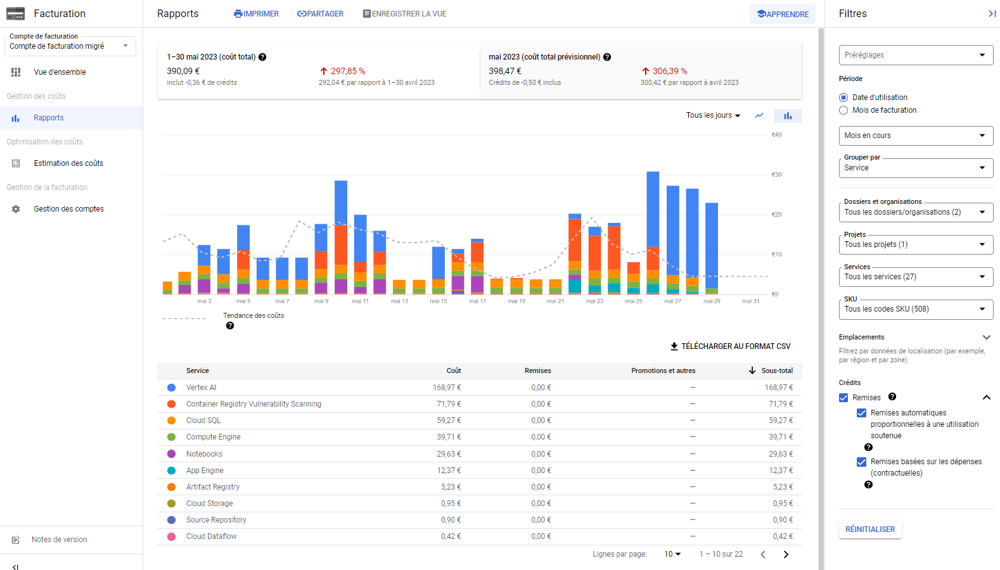 Facturation
Rapports
IMPRIMER
PARTAGER
ENREGISTRER LA VUE
APPRENDRE
Filtres
Compte de facturation
Compte de facturation migré
Vue d'ensemble
Gestion des coûts
Rapports
Optimisation des coûts
Estimation des coûts
Gestion de la facturation
Gestion des comptes
Notes de version
1–30 mai 2023 (coût total)
390,09 €
297,85 %
inclut -0,36 € de crédits
292,04 € par rapport à 1–30 avril 2023
mai 2023 (coût total prévisionnel)
398,47 €
306,39 %
Crédits de -0,50 € inclus
300,42 € par rapport à avril 2023
Tous les jours
€40
€30
€20
€10
€0
mai 3
mai 5
mai 7
mai 9
mai 11
mai 13
mai 15
mai 17
mai 19
mai 21
mai 23
mai 25
mai 27
mai 29
mai 31
Tendance des coûts
TÉLÉCHARGER AU FORMAT CSV
Service Coût Remises Promotions et autres Sous-total
Vertex AI 168,97 € 0,00 € — 168,97 €
Container Registry Vulnerability Scanning 71,79 € 0,00 € — 71,79 €
Cloud SQL 59,27 € 0,00 € — 59,27 €
Compute Engine 39,71 € 0,00 € — 39,71 €
Notebooks 29,63 € 0,00 € — 29,63 €
App Engine 12,37 € 0,00 € — 12,37 €
Artifact Registry 5,23 € 0,00 € — 5,23 €
Cloud Storage 0,95 € 0,00 € — 0,95 €
Source Repository 0,90 € 0,00 € — 0,90 €
Cloud Dataflow 0,42 € 0,00 € — 0,42 €
Lignes par page: 10 1 – 10 sur 22
Préréglages
Période
Date d'utilisation
Mois de facturation
Mois en cours
Grouper par
Service
Dossiers et organisations
Tous les dossiers/organisations (2)
Projets
Tous les projets (1)
Services
Tous les services (27)
SKU
Tous les codes SKU (508)
Emplacements
Filtrez par données de localisation (par exemple,
par région et par zone).
Crédits
Remises
Remises automatiques
proportionnelles à une utilisation
soutenue
Remises basées sur les dépenses
(contractuelles)
RÉINITIALISER